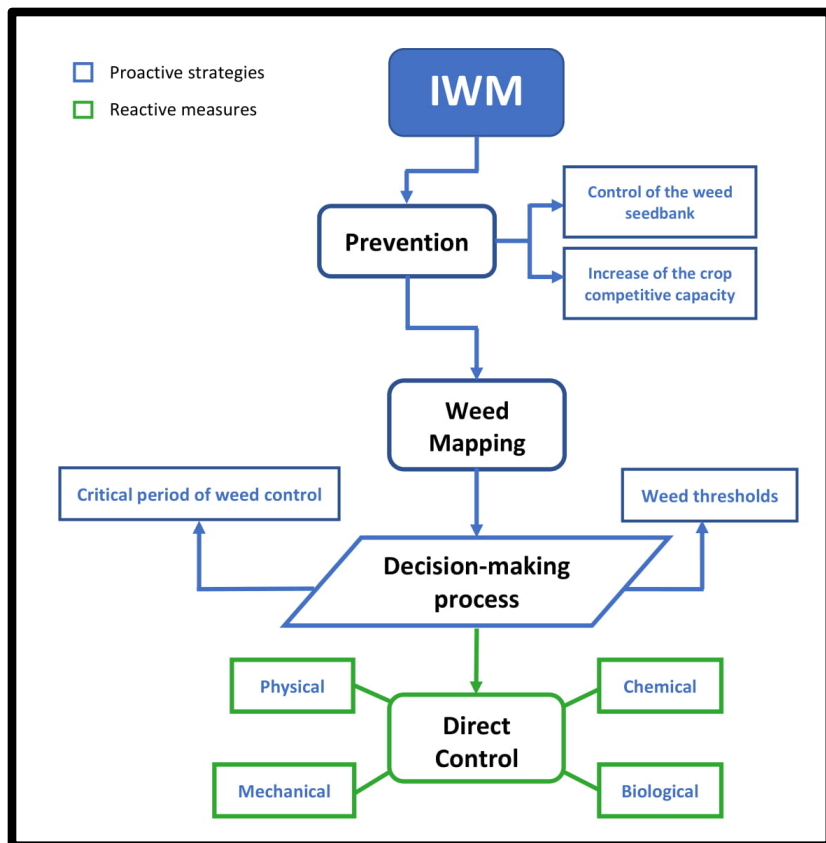 Proactive strategies
Reactive measures
IWM
Prevention
Control of the weed
seedbank
Increase of the crop
competitive capacity
Weed
Mapping
Critical period of weed control
Weed thresholds
Decision-making
process
Physical
Chemical
Direct
Control
Mechanical
Biological